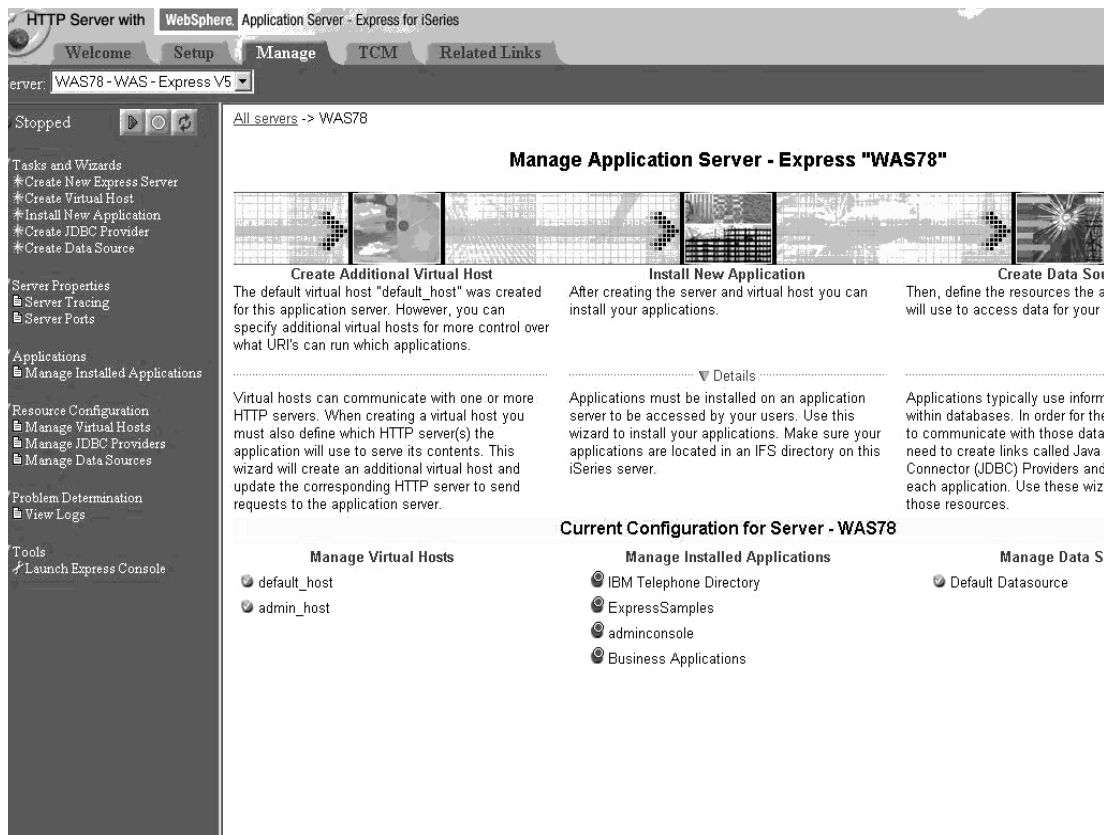 HTTP Server with WebSphere. Application Server - Express for iSeries
Welcome Setup Manage TCM Related Links
erver: WAS78 - WAS - Express V5
Stopped
All servers -> WAS78
Tasks and Wizards
Create New Express Server
Create Virtual Host
Install New Application
Create JDBC Provider
Create Data Source
Server Properties
Server Tracing
Server Ports
Applications
Manage Installed Applications
Resource Configuration
Manage Virtual Hosts
Manage JDBC Providers
Manage Data Sources
Problem Determination
View Logs
Tools
Launch Express Console
Manage Application Server - Express "WAS78"
Create Additional Virtual Host
The default virtual host "default_host" was created
for this application server. However, you can
specify additional virtual hosts for more control over
what URI's can run which applications.
Install New Application
After creating the server and virtual host you can
install your applications.
Create Data Sou
Then, define the resources the a
will use to access data for your
Details
Virtual hosts can communicate with one or more
HTTP servers. When creating a virtual host you
must also define which HTTP server(s) the
application will use to serve its contents. This
wizard will create an additional virtual host and
update the corresponding HTTP server to send
requests to the application server.
Applications must be installed on an application
server to be accessed by your users. Use this
wizard to install your applications. Make sure your
applications are located in an IFS directory on this
iSeries server.
Applications typically use inform
within databases. In order for the
to communicate with those data
need to create links called Java
Connector (JDBC) Providers and
each application. Use these wiz
those resources.
Current Configuration for Server - WAS78
Manage Virtual Hosts
default_host
admin_host
Manage Installed Applications
IBM Telephone Directory
ExpressSamples
adminconsole
Business Applications
Manage Data S
Default Datasource